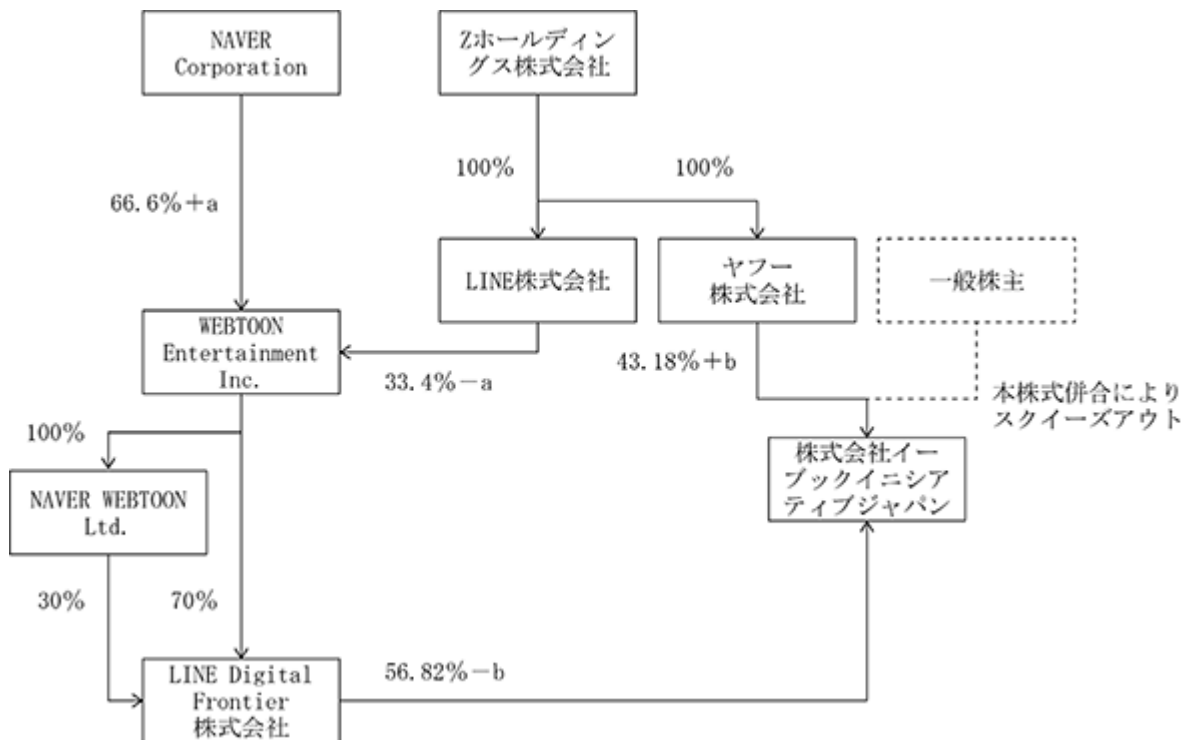 NAVER
Corporation
Zホールディン
グス株式会社
100%
100%
66.6%+a
LINE株式会社
ヤフー
株式会社
一般株主
WEBTOON
Entertainment
Inc.
33.4%-a
43.18%+b
本株式併合により
スクイーズアウト
100%
NAVER WEBTOON
Ltd.
株式会社イー
ブックイニシア
ティブジャパン
30%
70%
LINE Digital
Frontier
株式会社
56.82%-b